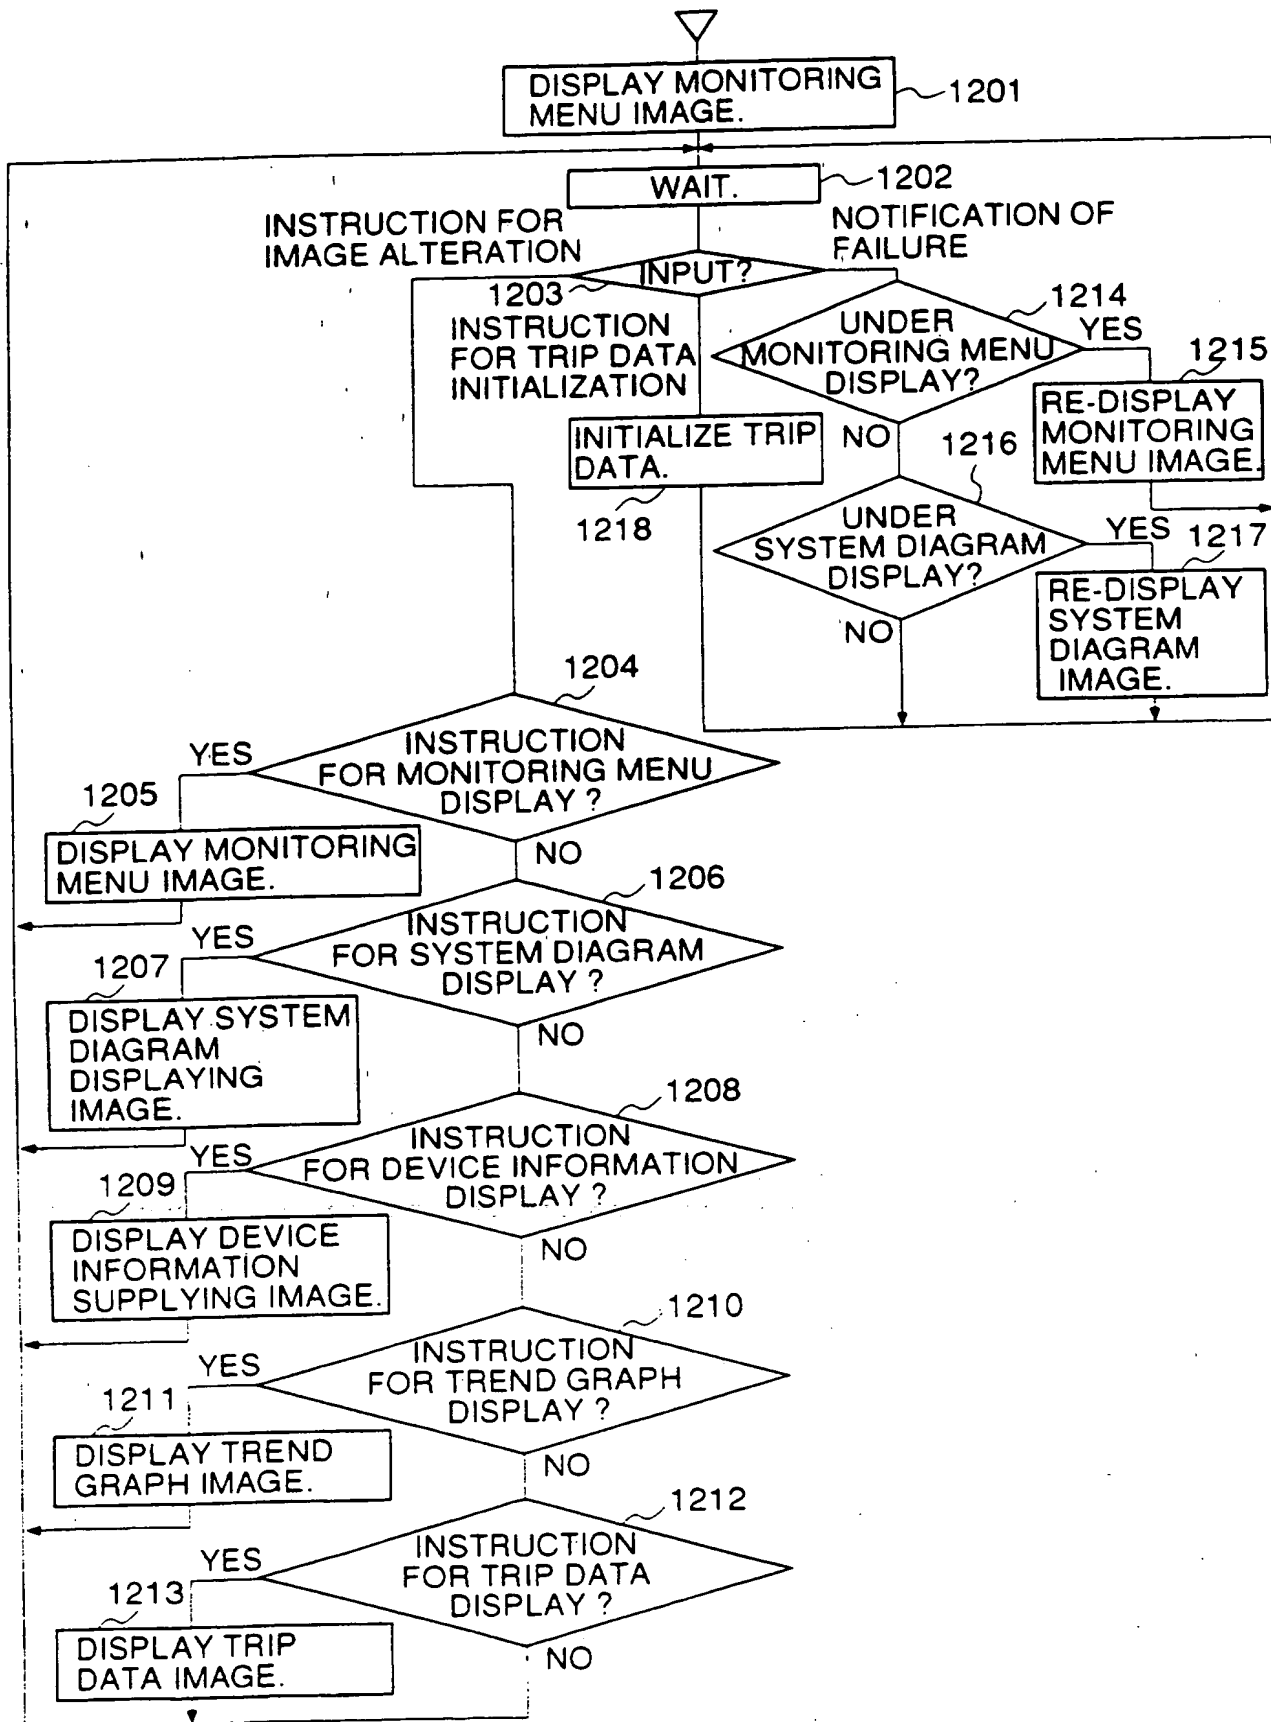 DISPLAY MONITORING
MENU IMAGE.
1201
WAIT.
1202
INSTRUCTION FOR
IMAGE ALTERATION
NOTIFICATION OF
FAILURE
INPUT?
1203
INSTRUCTION
FOR TRIP DATA
INITIALIZATION
1214
UNDER
MONITORING MENU
DISPLAY?
YES
1215
RE-DISPLAY
MONITORING
MENU IMAGE.
INITIALIZE TRIP
DATA.
1218
NO
1216
UNDER
SYSTEM DIAGRAM
DISPLAY?
YES
1217
RE-DISPLAY
SYSTEM
DIAGRAM
IMAGE.
NO
1204
INSTRUCTION
FOR MONITORING MENU
DISPLAY ?
YES
1205
DISPLAY MONITORING
MENU IMAGE.
NO
1206
INSTRUCTION
FOR SYSTEM DIAGRAM
DISPLAY ?
YES
1207
DISPLAY SYSTEM
DIAGRAM
DISPLAYING
IMAGE.
NO
1208
INSTRUCTION
FOR DEVICE INFORMATION
DISPLAY ?
YES
1209
DISPLAY DEVICE
INFORMATION
SUPPLYING IMAGE.
NO
1210
INSTRUCTION
FOR TREND GRAPH
DISPLAY ?
YES
1211
DISPLAY TREND
GRAPH IMAGE.
NO
1212
INSTRUCTION
FOR TRIP DATA
DISPLAY ?
YES
1213
DISPLAY TRIP
DATA IMAGE.
NO